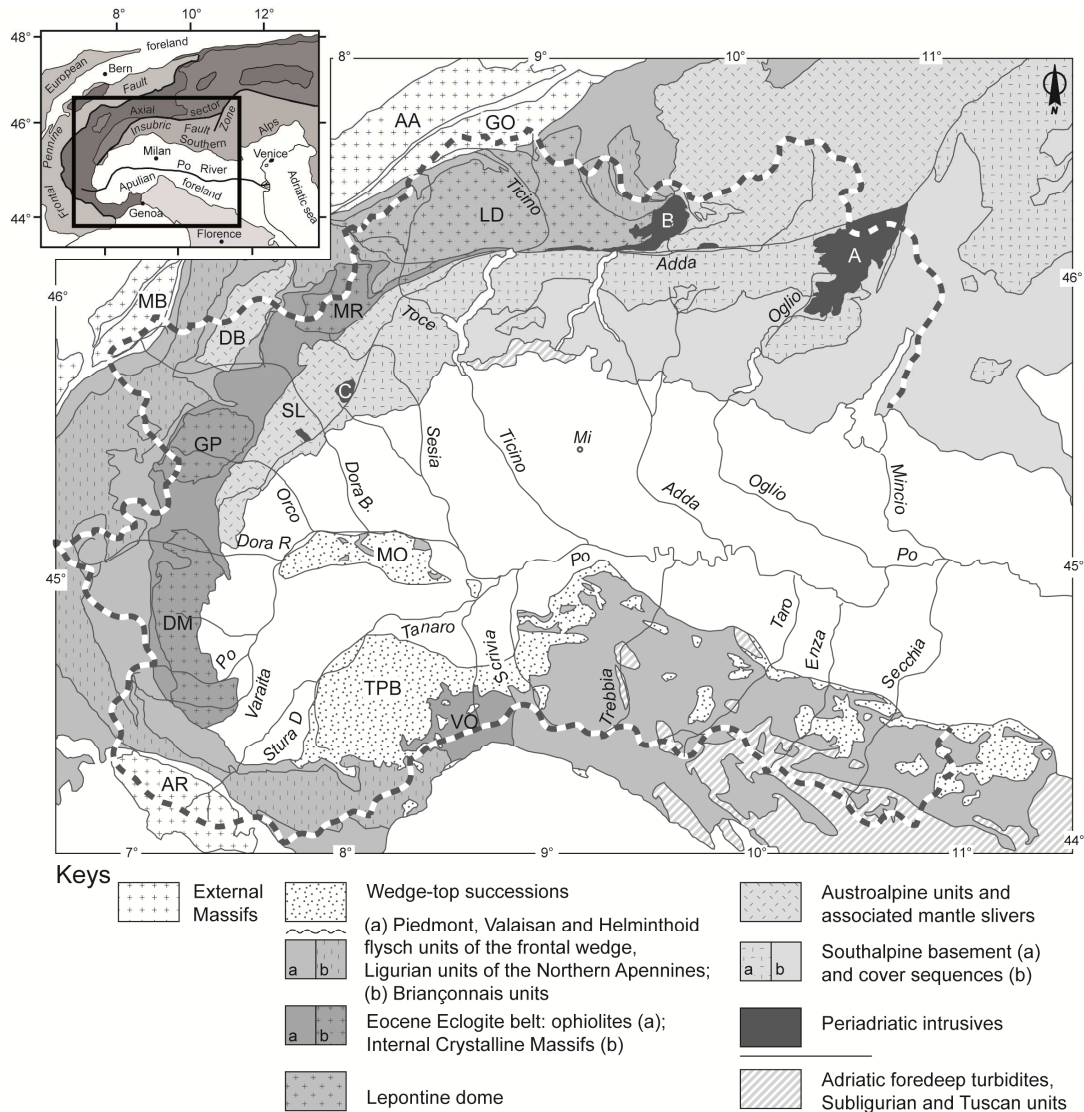 8° 10° 12°
48°
46°
44°
European
foreland
Bern
Fault
Axial sector
Insubric Fault Zone
Southern
Alps
Pennine
Frontal
Milan
Venice
Po River
Apulian
foreland
Genoa
Adriatic sea
Florence
8° 9° 10° 11°
N
AA
GO
Ticino
LD
B
A
Adda
46°
46°
Oglio
MB
DB
MR
Toce
C
SL
GP
Sesia
Ticino
Mi
Dora B.
Orco
Adda
Oglio
Mincio
Dora R
MO
Po
Po
45°
45°
DM
Po
Varaita
Tanaro
Scrivia
Stura D
TPB
VO
Trebbia
Taro
Enza
Secchia
AR
7° 8° 9° 10° 11°
44°
Keys
External
Massifs
Wedge-top successions
(a) Piedmont, Valaisan and Helminthoid
flysch units of the frontal wedge,
Ligurian units of the Northern Apennines;
(b) Briançonnais units
a b
Eocene Eclogite belt: ophiolites (a);
Internal Crystalline Massifs (b)
a b
Lepontine dome
Austroalpine units and
associated mantle slivers
Southalpine basement (a)
and cover sequences (b)
a b
Periadriatic intrusives
Adriatic foredeep turbidites,
Subligurian and Tuscan units